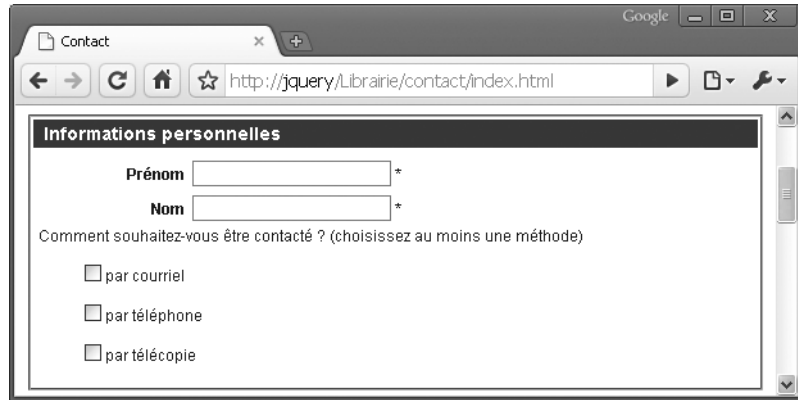 Google
Contact
http://jquery/Librairie/contact/index.html
Informations personnelles
Prénom *
Nom *
Comment souhaitez-vous être contacté ? (choisissez au moins une méthode)
par courriel
par téléphone
par télécopie